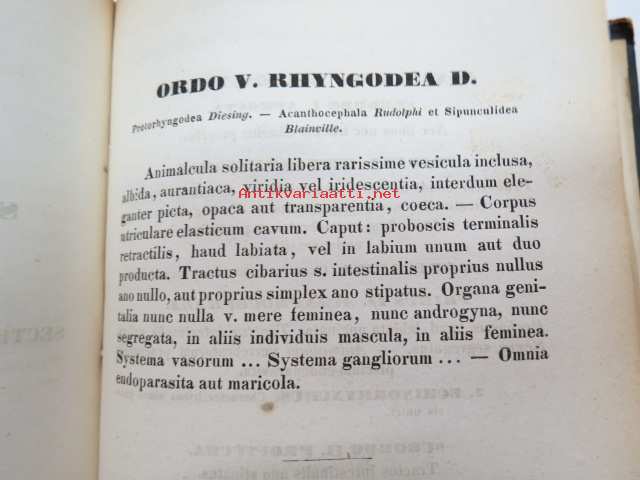 ORDO V. RHYNGODEA D.
Protorhyngodea Diesing. — Acanthocephala Rudolphi et Sipunculidea
Blainville.
Animalcula solitaria libera rarissime vesicula inclusa,
albida, aurantiaca, viridia vel iridescentia, interdum ele-
Antikvariaatti.net
ganter picta, opaca aut transparentia, coeca. — Corpus
utriculare elasticum cavum. Caput: proboscis terminalis
retractilis, haud labiata, vel in labium unum aut duo
producta. Tractus cibarius s. intestinalis proprius nullus
ano nullo, aut proprius simplex ano stipatus. Organa geni-
talia nunc nulla v. mere feminea, nunc androgyna, nunc
segregata, in aliis individuis mascula, in aliis feminea.
Systema vasorum ... Systema gangliorum ... — Omnia
endoparasita aut maricola.